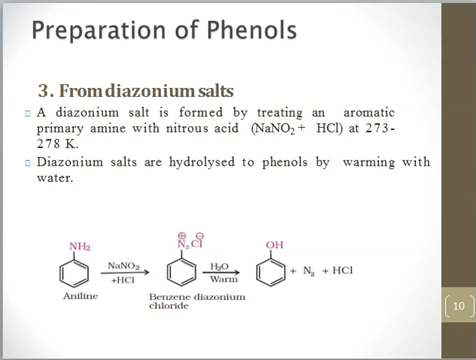 Preparation of Phenols
3. From diazonium salts
A diazonium salt is formed by treating an aromatic
primary amine with nitrous acid (NaNO₂ + HCl) at 273-
278 K.
Diazonium salts are hydrolysed to phenols by warming with
water.
NH₂ N₂Cl OH
⊕ ⊖
NaNO₂ H₂O
+HCl Warm + N₂ + HCl
Aniline Benzene diazonium
chloride
10